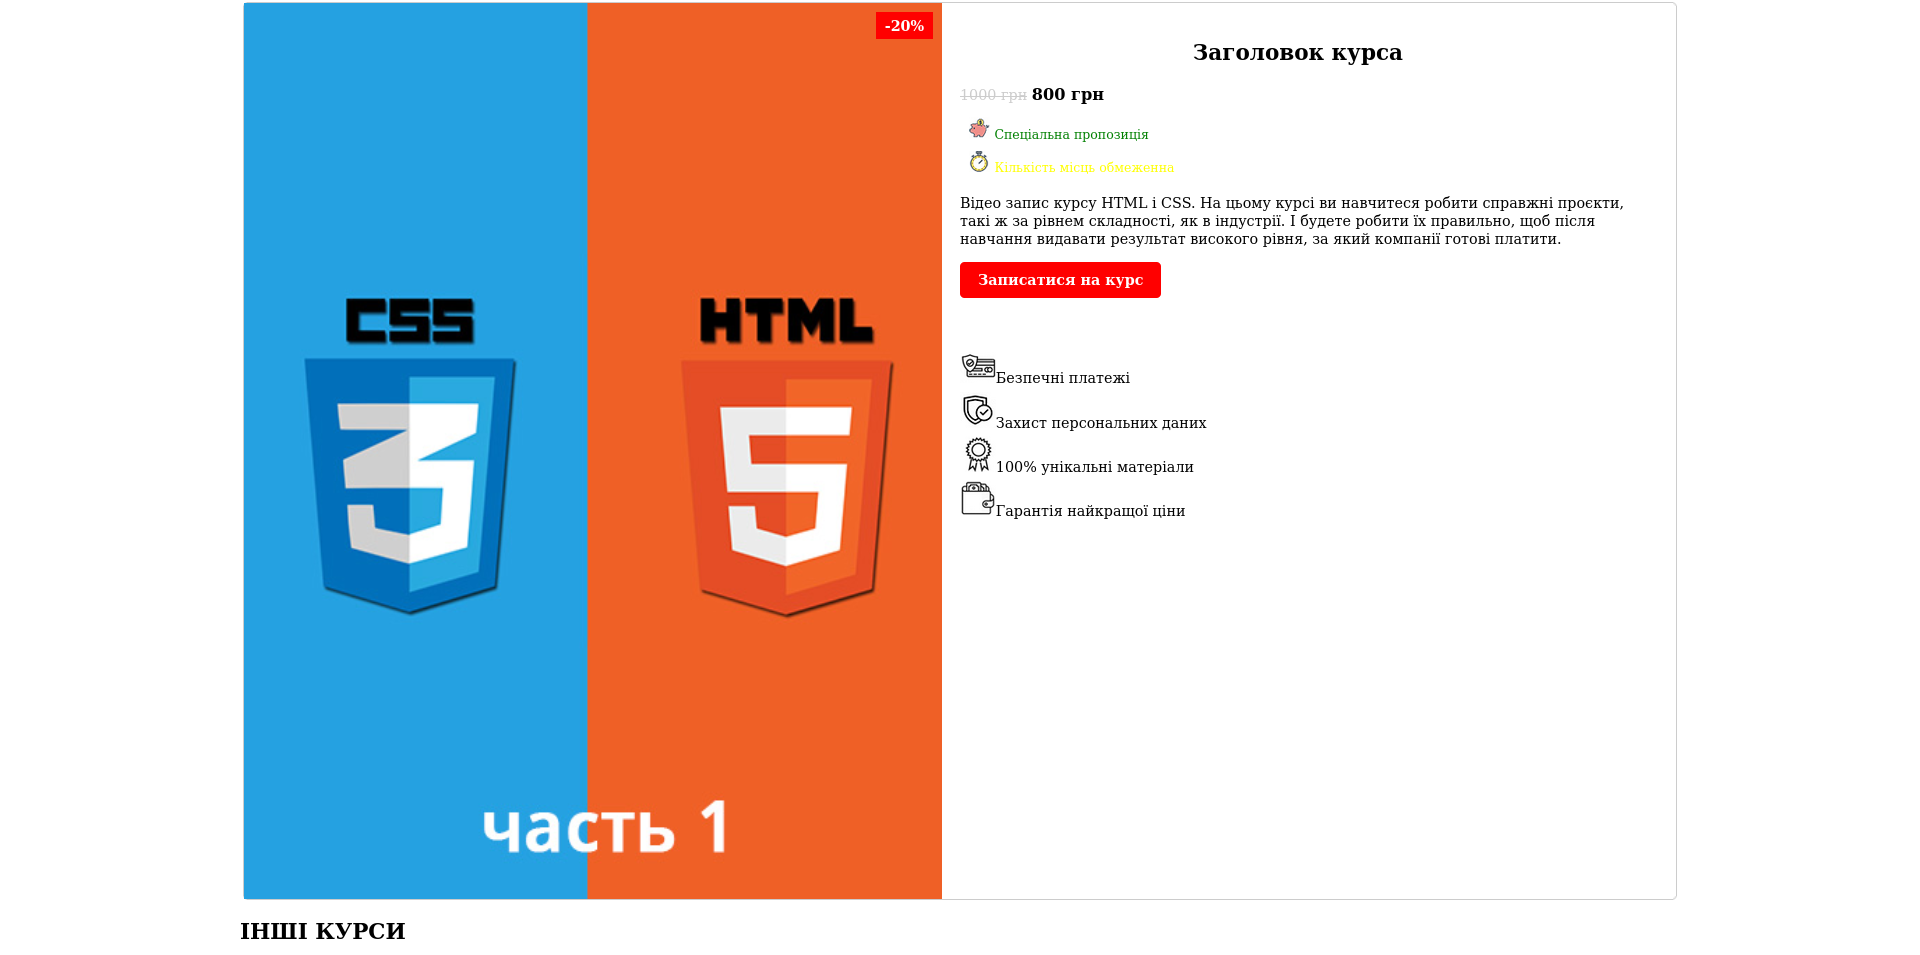 -20%
CSS
HTML
3
5
часть 1
Заголовок курса
1000 грн 800 грн
Спеціальна пропозиція
Кількість місць обмеженна
Відео запис курсу HTML і CSS. На цьому курсі ви навчитеся робити справжні проєкти,
такі ж за рівнем складності, як в індустрії. І будете робити їх правильно, щоб після
навчання видавати результат високого рівня, за який компанії готові платити.
Записатися на курс
Безпечні платежі
Захист персональних даних
100% унікальні матеріали
Гарантія найкращої ціни
ІНШІ КУРСИ